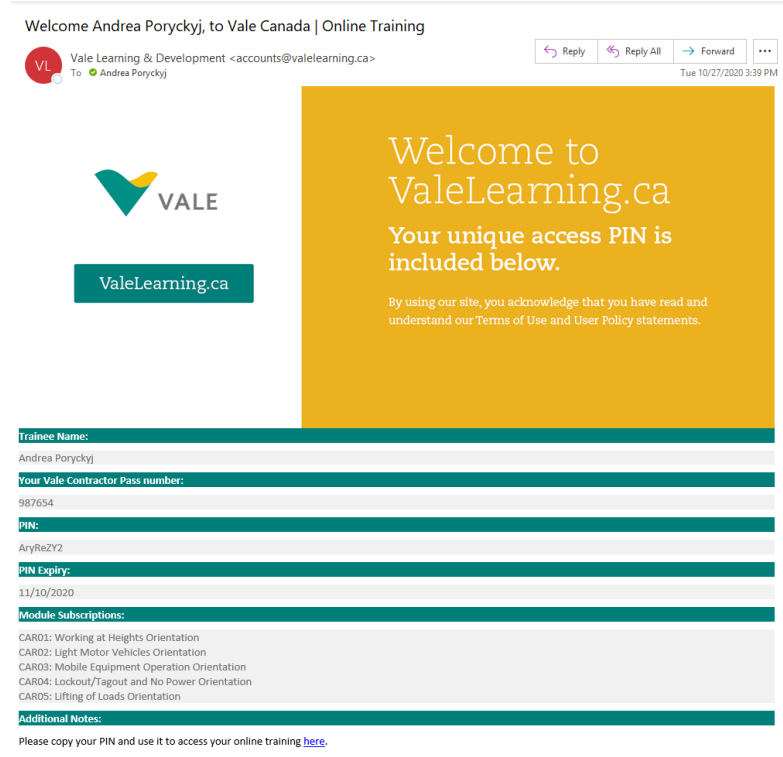 Welcome Andrea Poryckyj, to Vale Canada | Online Training
VL
Vale Learning & Development <accounts@valelearning.ca>
To Andrea Poryckyj
Reply
Reply All
Forward
Tue 10/27/2020 3:39 PM
VALE
ValeLearning.ca
Welcome to
ValeLearning.ca
Your unique access PIN is
included below.
By using our site, you acknowledge that you have read and
understand our Terms of Use and User Policy statements.
Trainee Name:
Andrea Poryckyj
Your Vale Contractor Pass number:
987654
PIN:
AryReZY2
PIN Expiry:
11/10/2020
Module Subscriptions:
CAR01: Working at Heights Orientation
CAR02: Light Motor Vehicles Orientation
CAR03: Mobile Equipment Operation Orientation
CAR04: Lockout/Tagout and No Power Orientation
CAR05: Lifting of Loads Orientation
Additional Notes:
Please copy your PIN and use it to access your online training here.